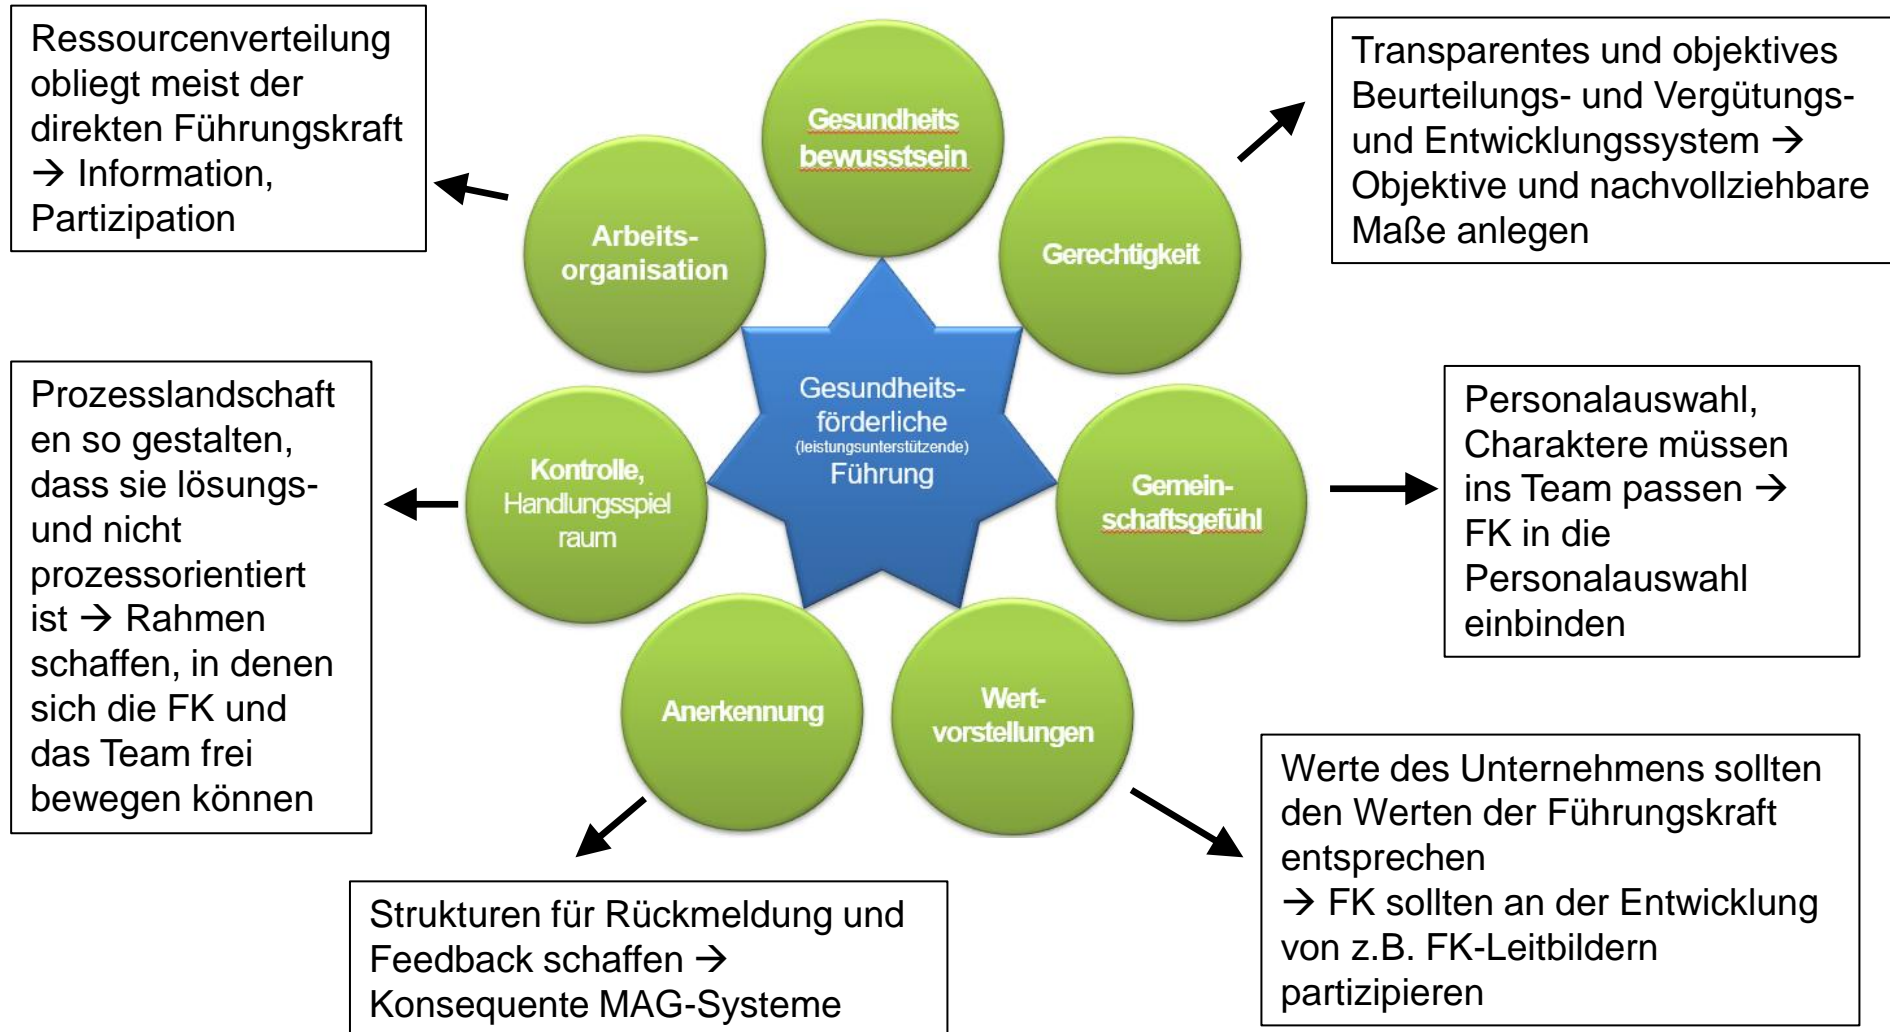 Ressourcenverteilung
obliegt meist der
direkten Führungskraft
→ Information,
Partizipation
Gesundheits
bewusstsein
Transparentes und objektives
Beurteilungs- und Vergütungs-
und Entwicklungssystem →
Objektive und nachvollziehbare
Maße anlegen
Arbeits-
organisation
Gerechtigkeit
Prozesslandschaft
en so gestalten,
dass sie lösungs-
und nicht
prozessorientiert
ist → Rahmen
schaffen, in denen
sich die FK und
das Team frei
bewegen können
Kontrolle,
Handlungsspiel
raum
Gesundheits-
förderliche
(leistungsunterstützende)
Führung
Gemein-
schaftsgefühl
Personalauswahl,
Charaktere müssen
ins Team passen →
FK in die
Personalauswahl
einbinden
Anerkennung
Wert-
vorstellungen
Strukturen für Rückmeldung und
Feedback schaffen →
Konsequente MAG-Systeme
Werte des Unternehmens sollten
den Werten der Führungskraft
entsprechen
→ FK sollten an der Entwicklung
von z.B. FK-Leitbildern
partizipieren